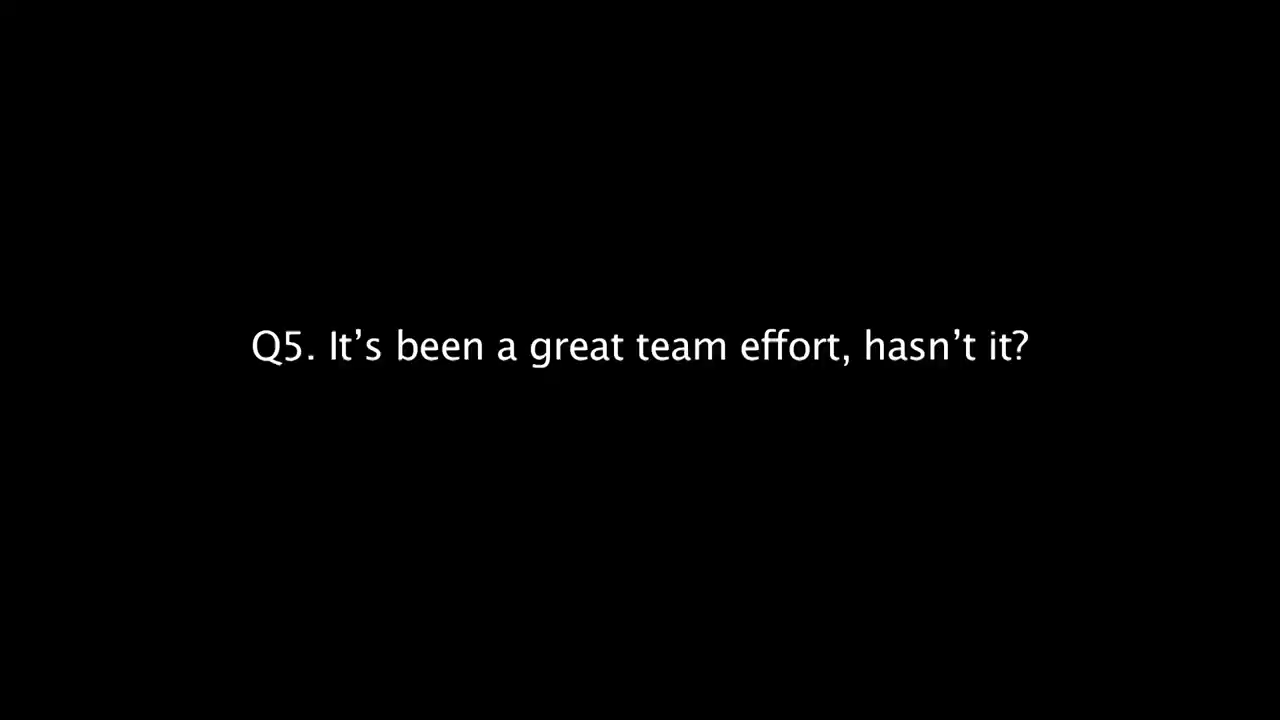 Q5. It’s been a great team effort, hasn’t it?